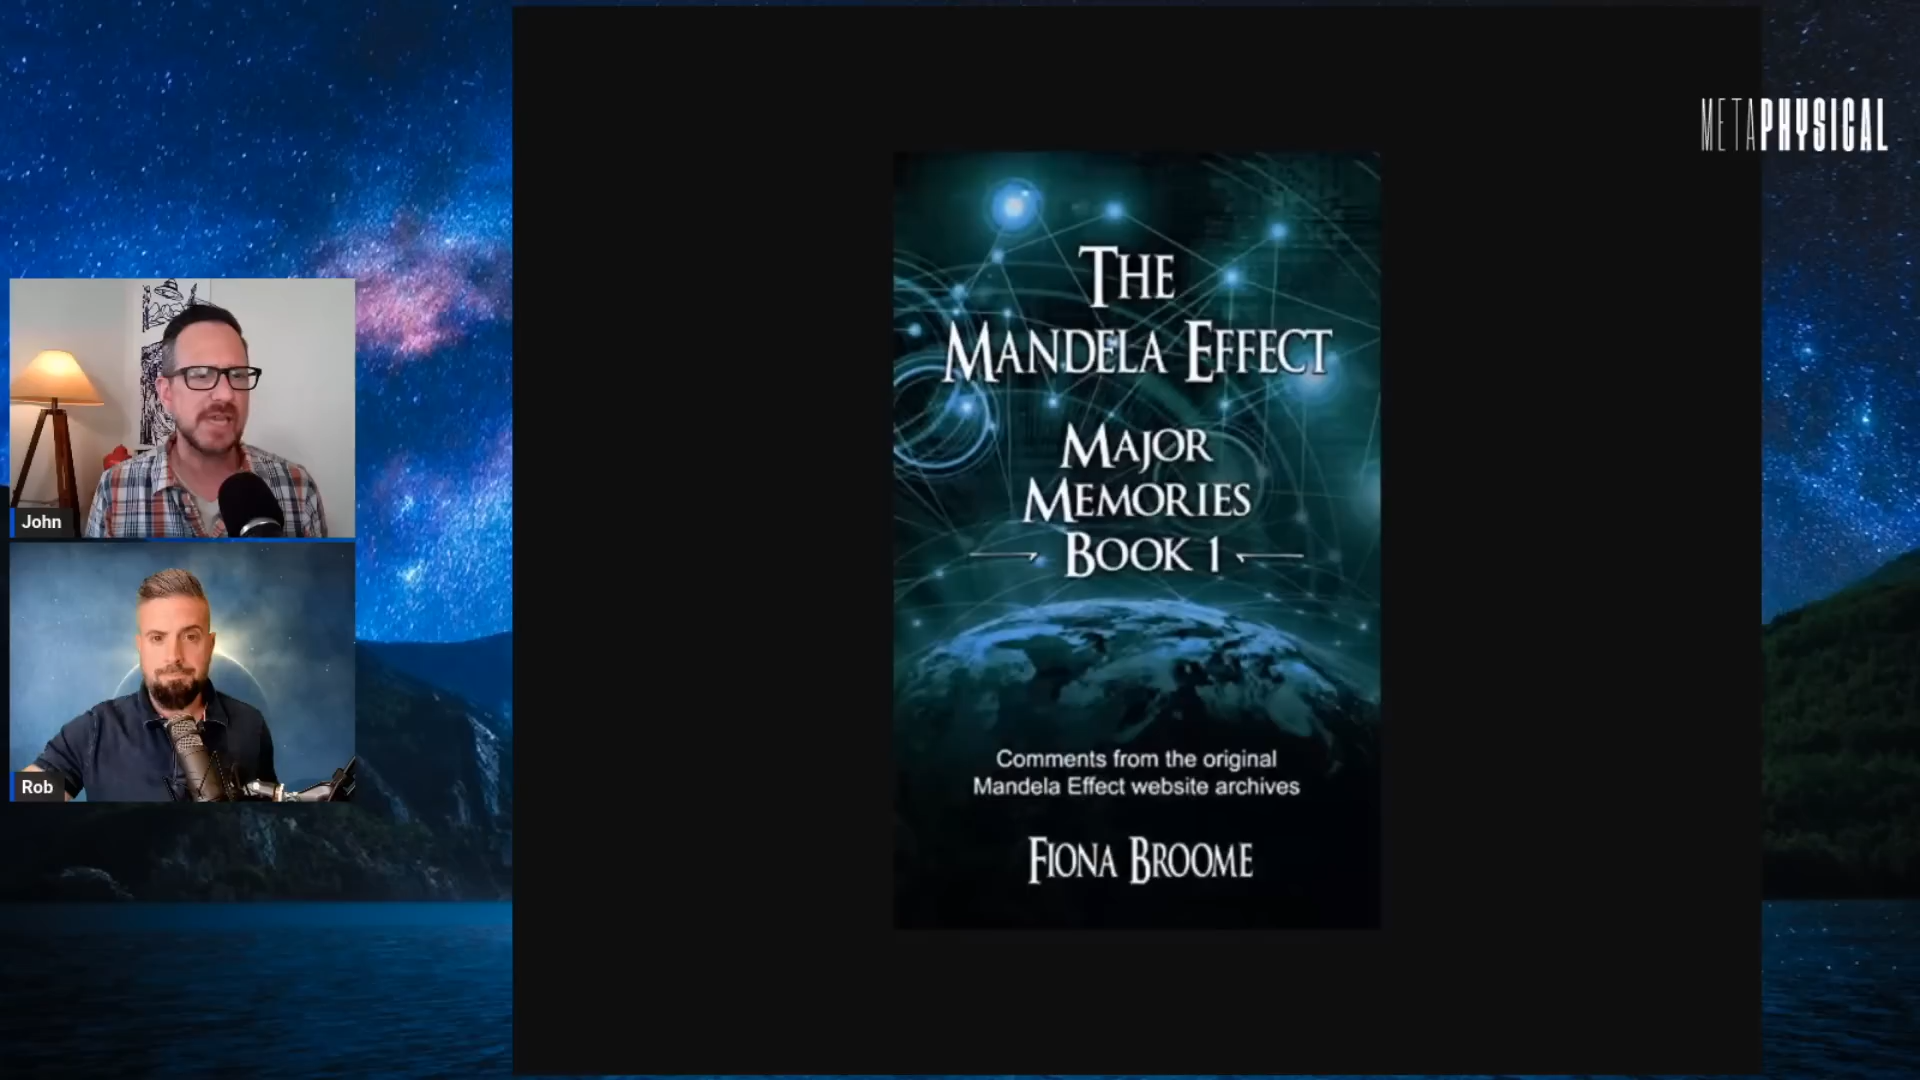 METAPHYSICAL
THE
MANDELA EFFECT
MAJOR
MEMORIES
BOOK 1
Comments from the original
Mandela Effect website archives
FIONA BROOME
John
Rob